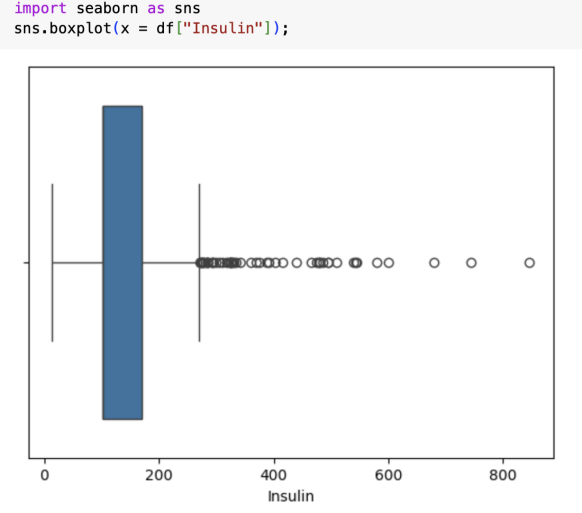 import seaborn as sns
sns.boxplot(x = df["Insulin"]);
0 200 400 600 800
Insulin